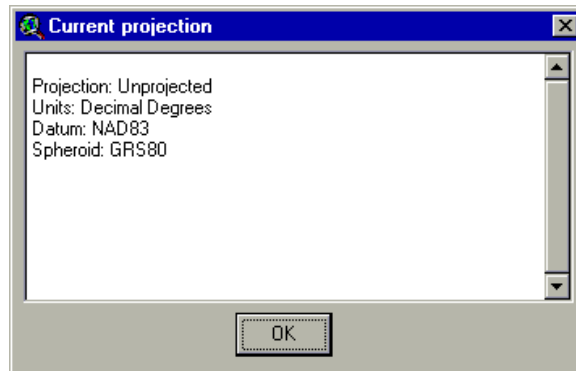 Current projection
Projection: Unprojected
Units: Decimal Degrees
Datum: NAD83
Spheroid: GRS80
OK